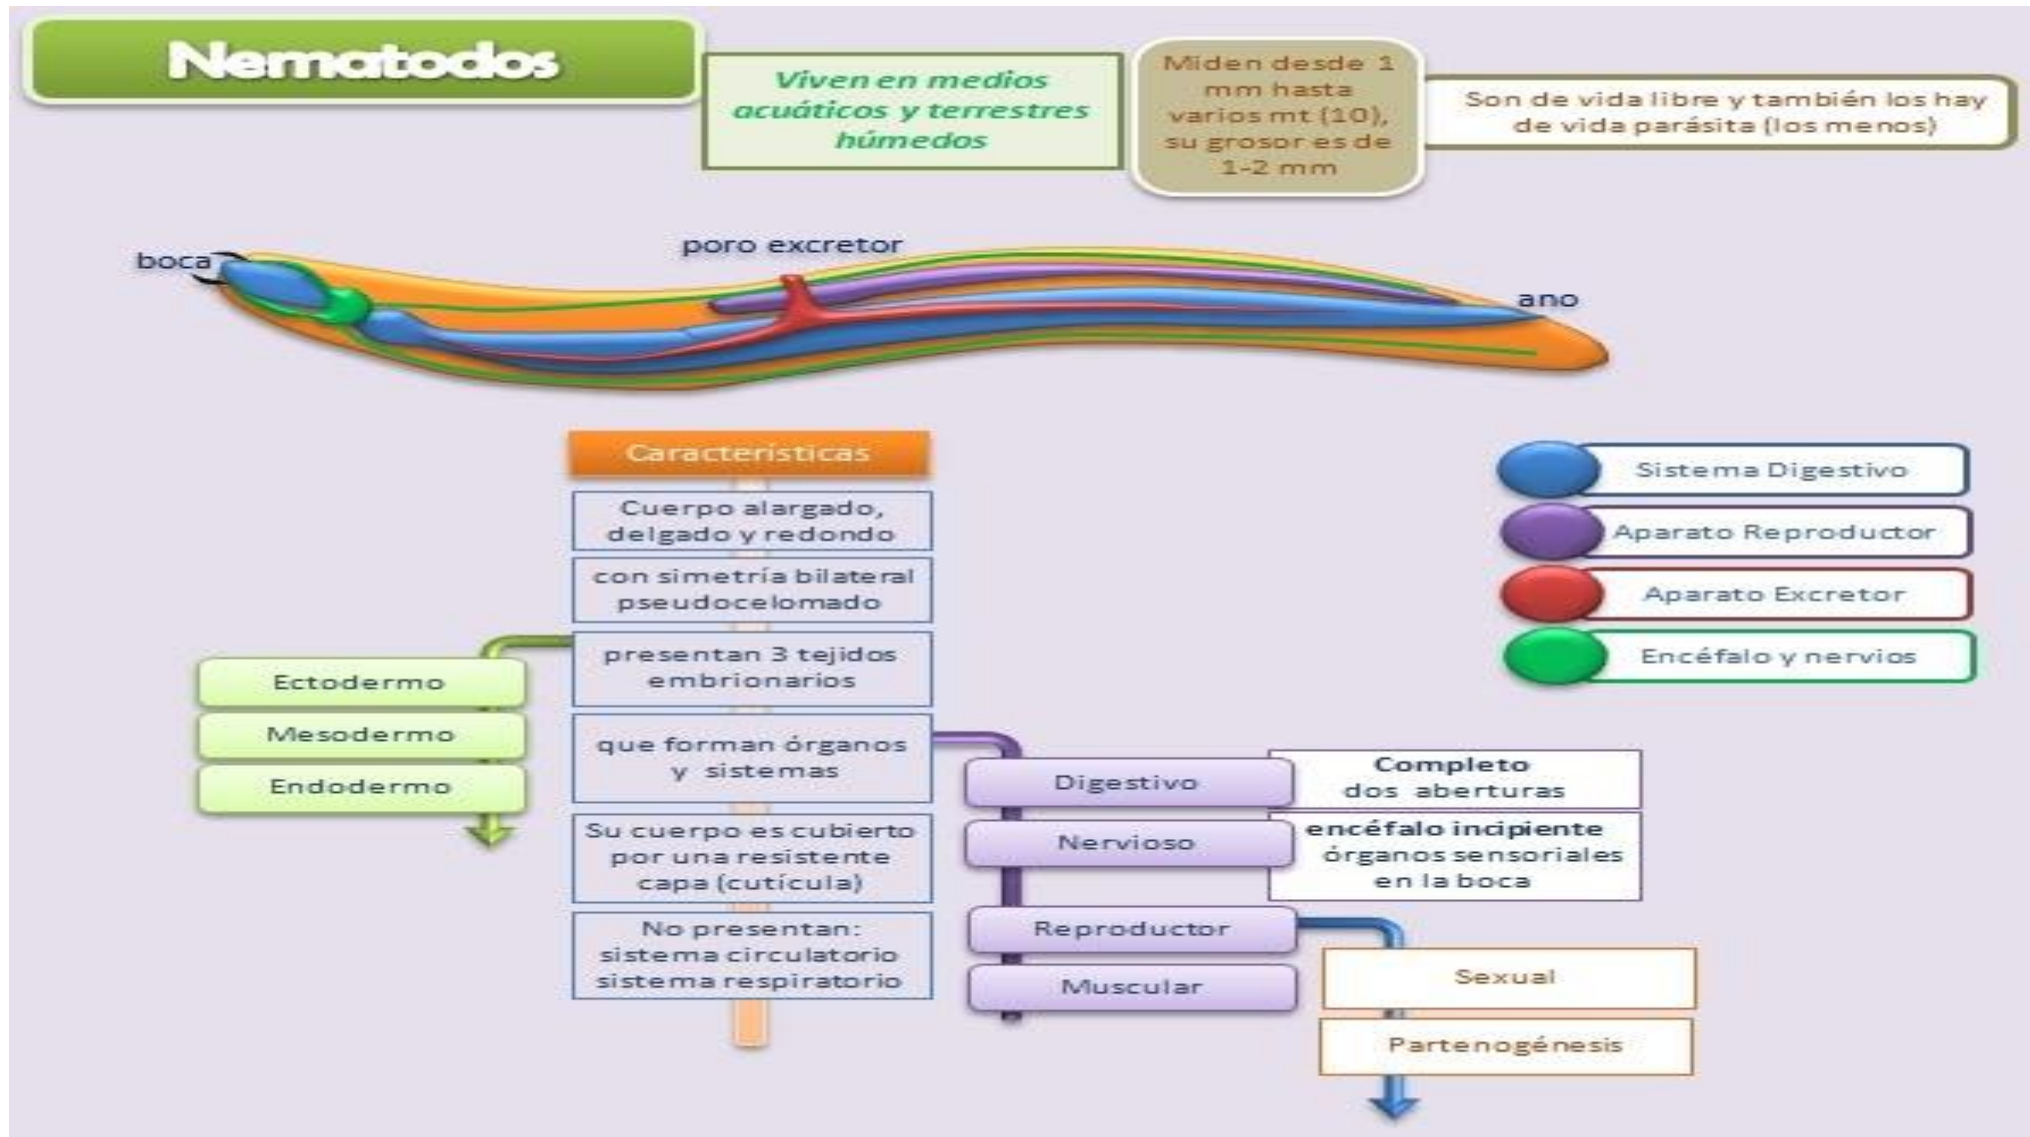 Nematodos
Viven en medios
acuáticos y terrestres
húmedos
Miden desde 1
mm hasta
varios mt (10),
su grosor es de
1-2 mm
Son de vida libre y también los hay
de vida parásita (los menos)
boca
poro excretor
ano
Características
Cuerpo alargado,
delgado y redondo
con simetría bilateral
pseudocelomado
presentan 3 tejidos
embrionarios
que forman órganos
y sistemas
Su cuerpo es cubierto
por una resistente
capa (cutícula)
No presentan:
sistema circulatorio
sistema respiratorio
Ectodermo
Mesodermo
Endodermo
Sistema Digestivo
Aparato Reproductor
Aparato Excretor
Encéfalo y nervios
Digestivo
Completo
dos aberturas
Nervioso
encéfalo incipiente
órganos sensoriales
en la boca
Reproductor
Muscular
Sexual
Partenogénesis